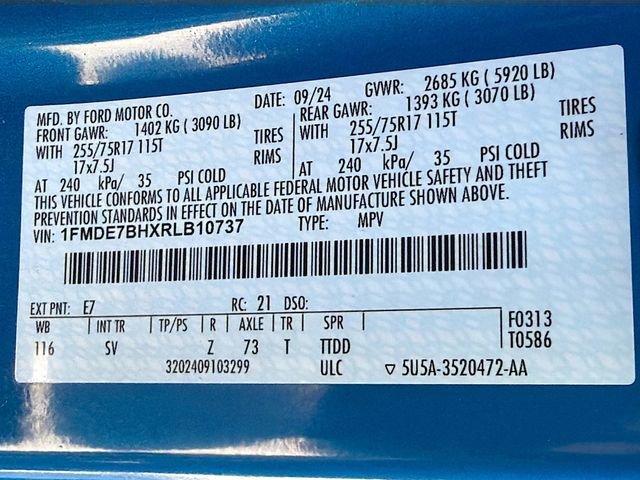 MFD. BY FORD MOTOR CO. DATE: 09/24 GVWR: 2685 KG ( 5920 LB)
FRONT GAWR: 1402 KG ( 3090 LB) REAR GAWR: 1393 KG ( 3070 LB)
WITH 255/75R17 115T TIRES WITH 255/75R17 115T TIRES
17x7.5J RIMS 17x7.5J RIMS
AT 240 kPa/ 35 PSI COLD AT 240 kPa/ 35 PSI COLD
THIS VEHICLE CONFORMS TO ALL APPLICABLE FEDERAL MOTOR VEHICLE SAFETY AND THEFT
PREVENTION STANDARDS IN EFFECT ON THE DATE OF MANUFACTURE SHOWN ABOVE.
VIN: 1FMDE7BHXRLB10737 TYPE: MPV
EXT PNT: E7 RC: 21 DSO:
WB INT TR TP/PS R AXLE TR SPR F0313
116 SV Z 73 T TTDD T0586
3202409103299 ULC ▽ 5U5A-3520472-AA